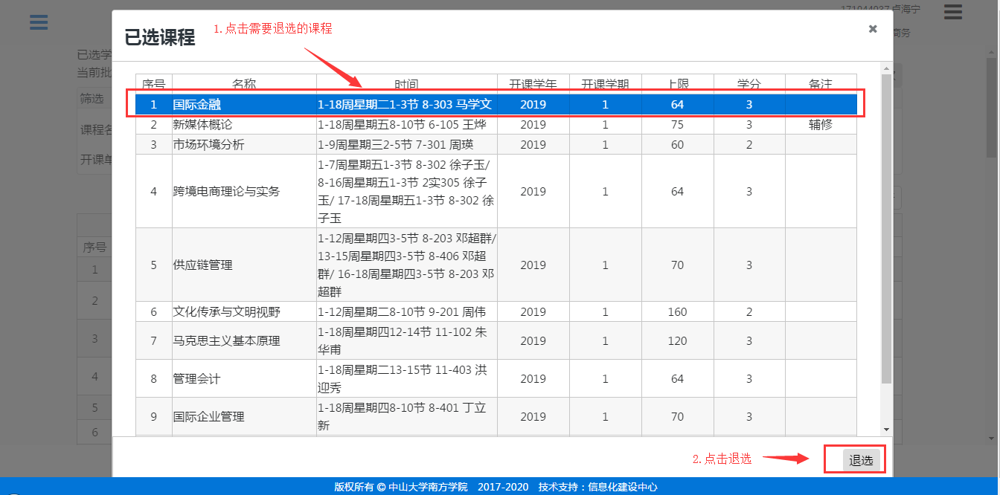 171044037 卢海宁
已选课程
1.点击需要退选的课程
商务
已选学
当前批
筛选
课程名
开课单
序号
1
2
3
4
5
6
序号 名称 时间 开课学年 开课学期 上限 学分 备注
1 国际金融 1-18周星期二1-3节 8-303 马学文 2019 1 64 3
2 新媒体概论 1-18周星期五8-10节 6-105 王烨 2019 1 75 3 辅修
3 市场环境分析 1-9周星期三2-5节 7-301 周瑛 2019 1 60 2
1-7周星期五1-3节 8-302 徐子玉/
8-16周星期五1-3节 2实305 徐子
4 跨境电商理论与实务 2019 1 64 3
玉/ 17-18周星期五1-3节 8-302 徐
子玉
1-12周星期四3-5节 8-203 邓超群/
13-15周星期四3-5节 8-406 邓超
5 供应链管理 2019 1 70 3
群/ 16-18周星期四3-5节 8-203 邓
超群
6 文化传承与文明视野 1-12周星期二8-10节 9-201 周伟 2019 1 160 2
1-18周星期四12-14节 11-102 朱
7 马克思主义基本原理 2019 1 120 3
华甫
1-18周星期二13-15节 11-403 洪
8 管理会计 2019 1 64 3
迎秀
1-18周星期四8-10节 8-401 丁立
9 国际企业管理 2019 1 70 3
新
2.点击退选
退选
版权所有 © 中山大学南方学院 2017-2020 技术支持：信息化建设中心